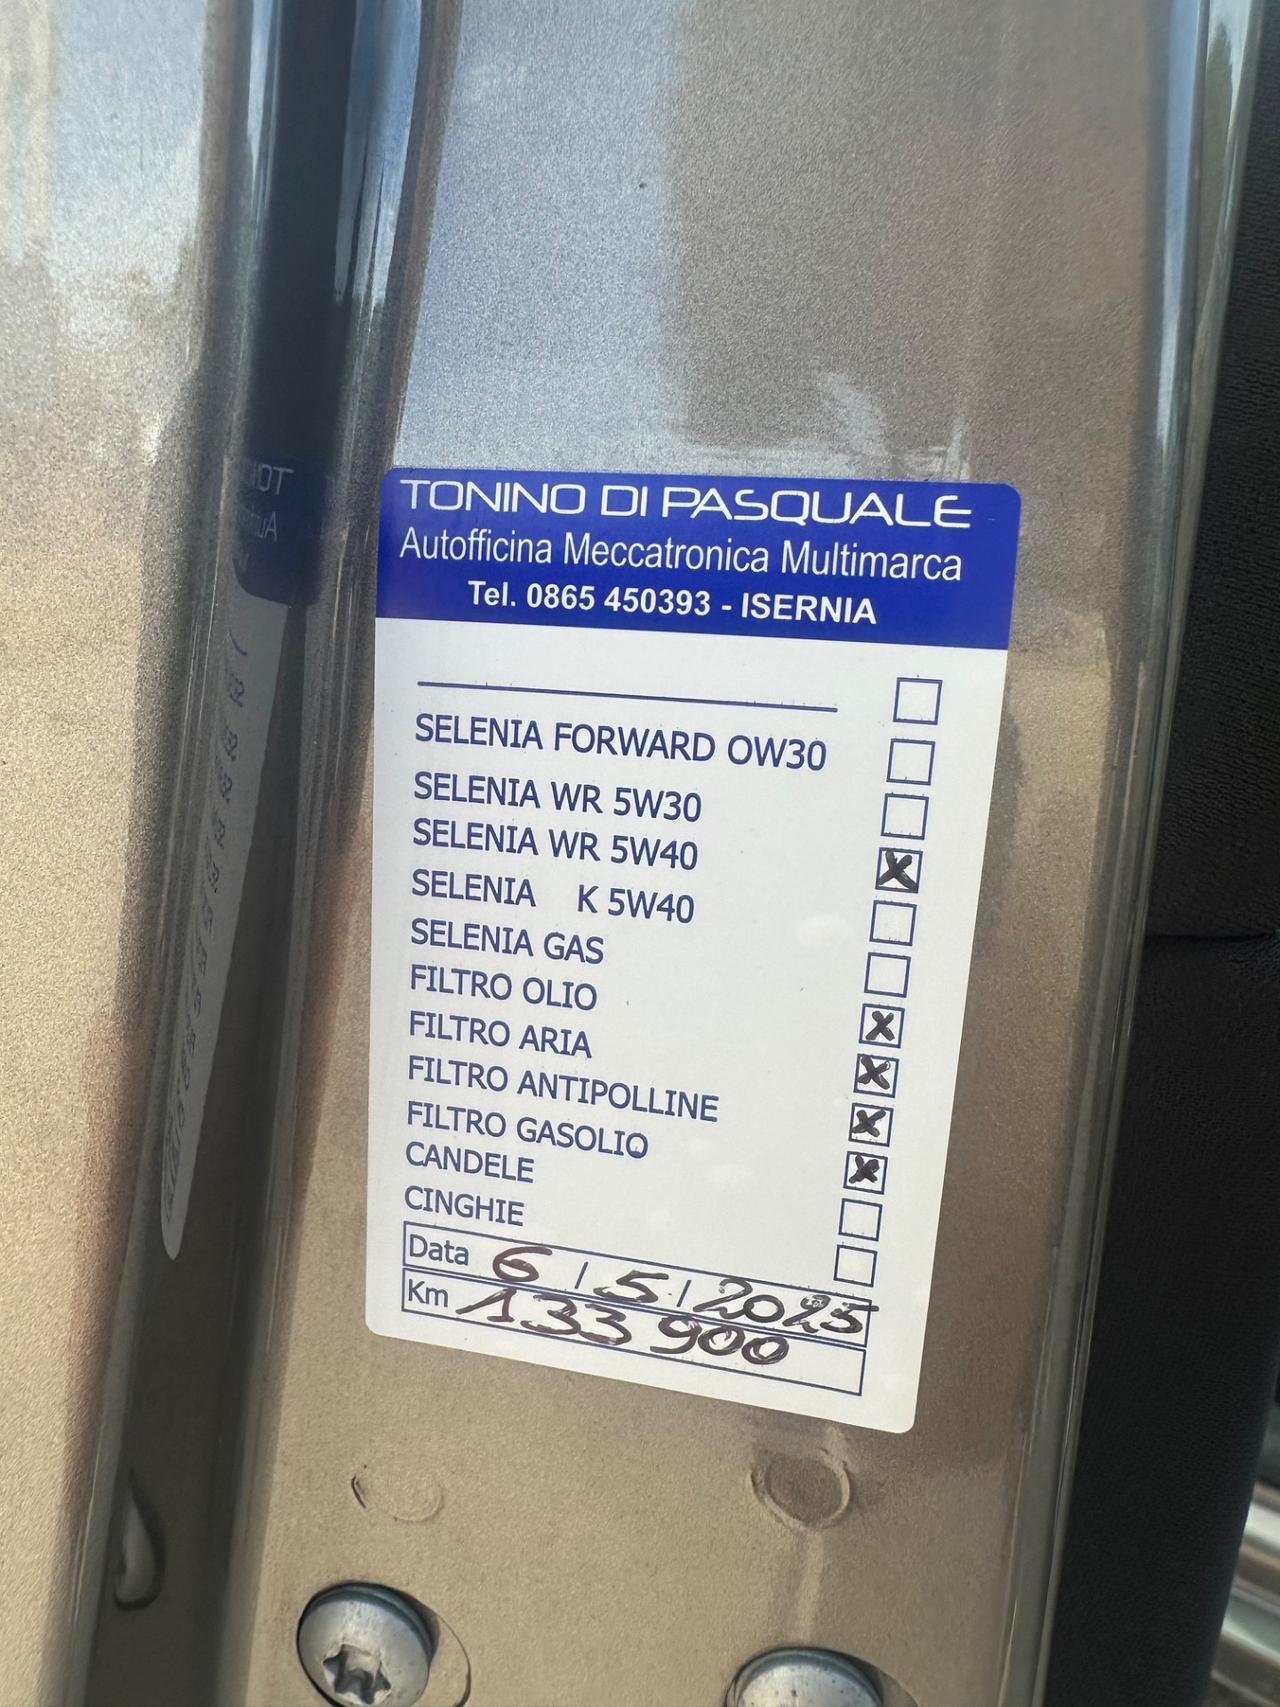 TONINO DI PASQUALE
Autofficina Meccatronica Multimarca
Tel. 0865 450393 - ISERNIA
SELENIA FORWARD 0W30
SELENIA WR 5W30
SELENIA WR 5W40
SELENIA K 5W40
SELENIA GAS
FILTRO OLIO
FILTRO ARIA
FILTRO ANTIPOLLINE
FILTRO GASOLIO
CANDELE
CINGHIE
Data 6 / 5 / 2025
Km 133 900